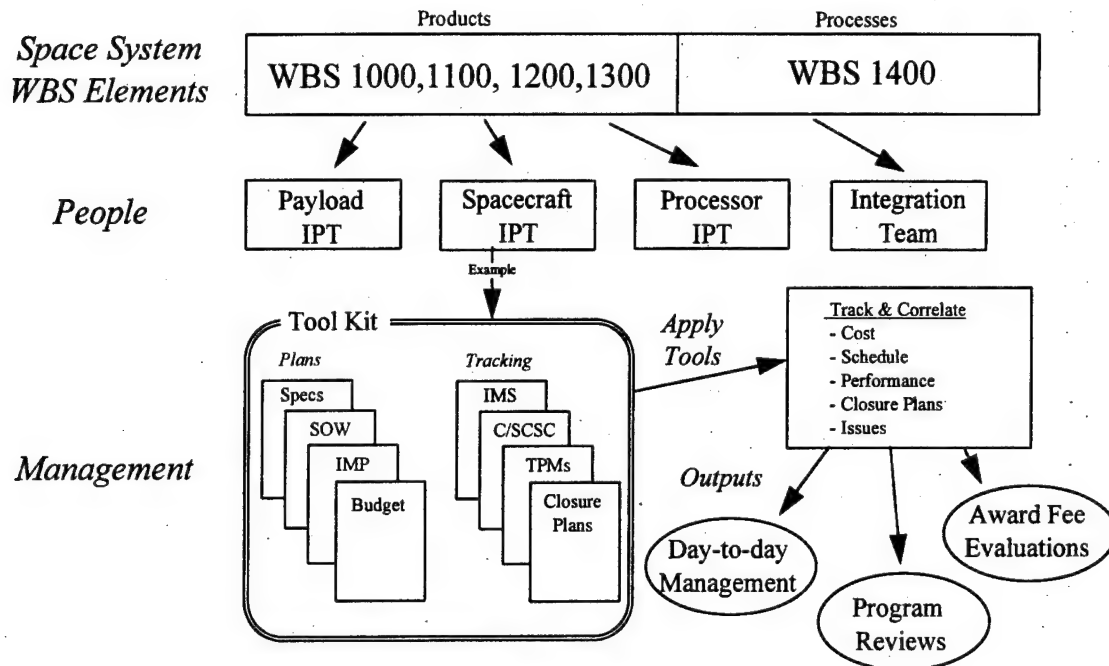 Products
Processes
Space System
WBS Elements
WBS 1000,1100, 1200,1300
WBS 1400
People
Payload
IPT
Spacecraft
IPT
Processor
IPT
Integration
Team
Example
Management
Tool Kit
Plans
Specs
SOW
IMP
Budget
Tracking
IMS
C/SCSC
TPMs
Closure
Plans
Apply
Tools
Track & Correlate
- Cost
- Schedule
- Performance
- Closure Plans
- Issues
Outputs
Day-to-day
Management
Program
Reviews
Award Fee
Evaluations